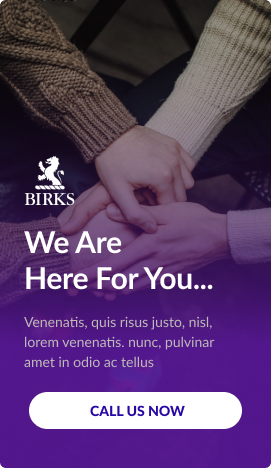 BIRKS
We Are
Here For You...
Venenatis, quis risus justo, nisl,
lorem venenatis. nunc, pulvinar
amet in odio ac tellus
CALL US NOW